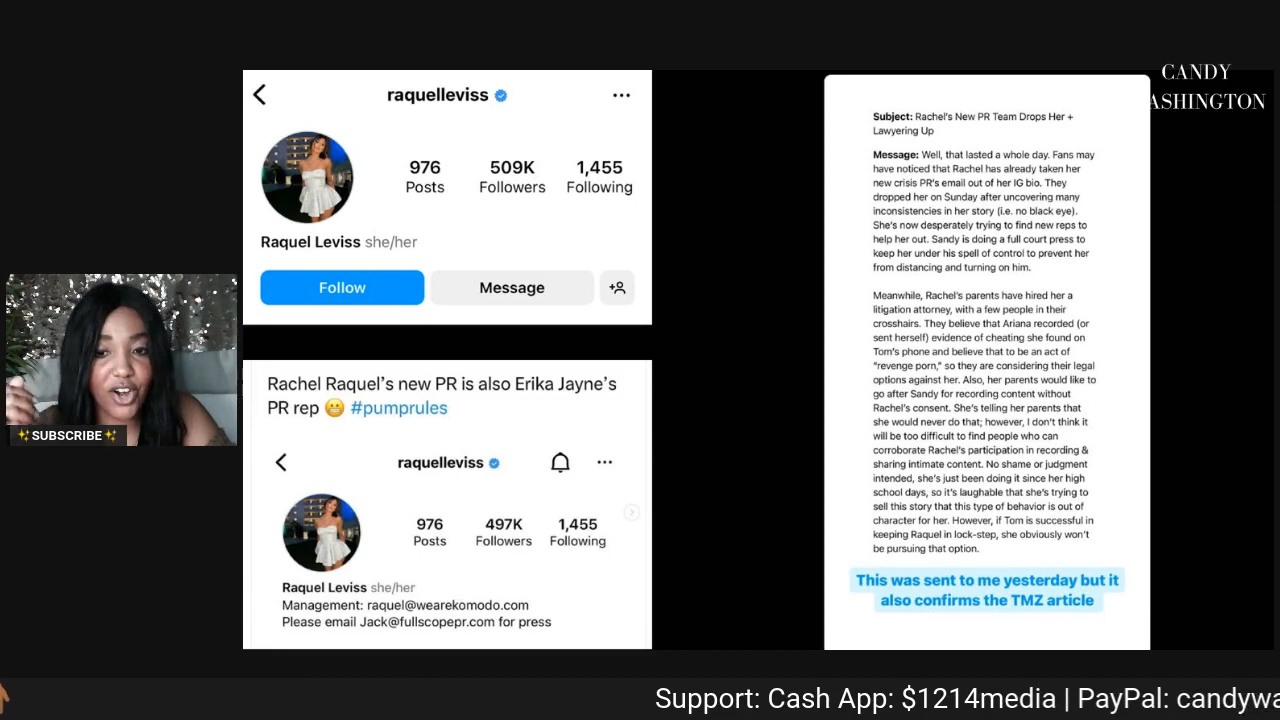 raquelleviss
976
509K
1,455
Posts
Followers
Following
Raquel Leviss she/her
Follow
Message
Rachel Raquel's new PR is also Erika Jayne's
PR rep 😬 #pumprules
raquelleviss
976
497K
1,455
Posts
Followers
Following
Raquel Leviss she/her
Management: raquel@wearekomodo.com
Please email Jack@fullscopepr.com for press
✨SUBSCRIBE✨
CANDY
ASHINGTON
Subject: Rachel's New PR Team Drops Her +
Lawyering Up
Message: Well, that lasted a whole day. Fans may
have noticed that Rachel has already taken her
new crisis PR's email out of her IG bio. They
dropped her on Sunday after uncovering many
inconsistencies in her story (i.e. no black eye).
She's now desperately trying to find new reps to
help her out. Sandy is doing a full court press to
keep her under his spell of control to prevent her
from distancing and turning on him.
Meanwhile, Rachel's parents have hired her a
litigation attorney, with a few people in their
crosshairs. They believe that Ariana recorded (or
sent herself) evidence of cheating she found on
Tom's phone and believe that to be an act of
"revenge porn," so they are considering their legal
options against her. Also, her parents would like to
go after Sandy for recording content without
Rachel's consent. She's telling her parents that
she would never do that; however, I don't think it
will be too difficult to find people who can
corroborate Rachel's participation in recording &
sharing intimate content. No shame or judgment
intended, she's just been doing it since her high
school days, so it's laughable that she's trying to
sell this story that this type of behavior is out of
character for her. However, if Tom is successful in
keeping Raquel in lock-step, she obviously won't
be pursuing that option.
This was sent to me yesterday but it
also confirms the TMZ article
Support: Cash App: $1214media | PayPal: candywa